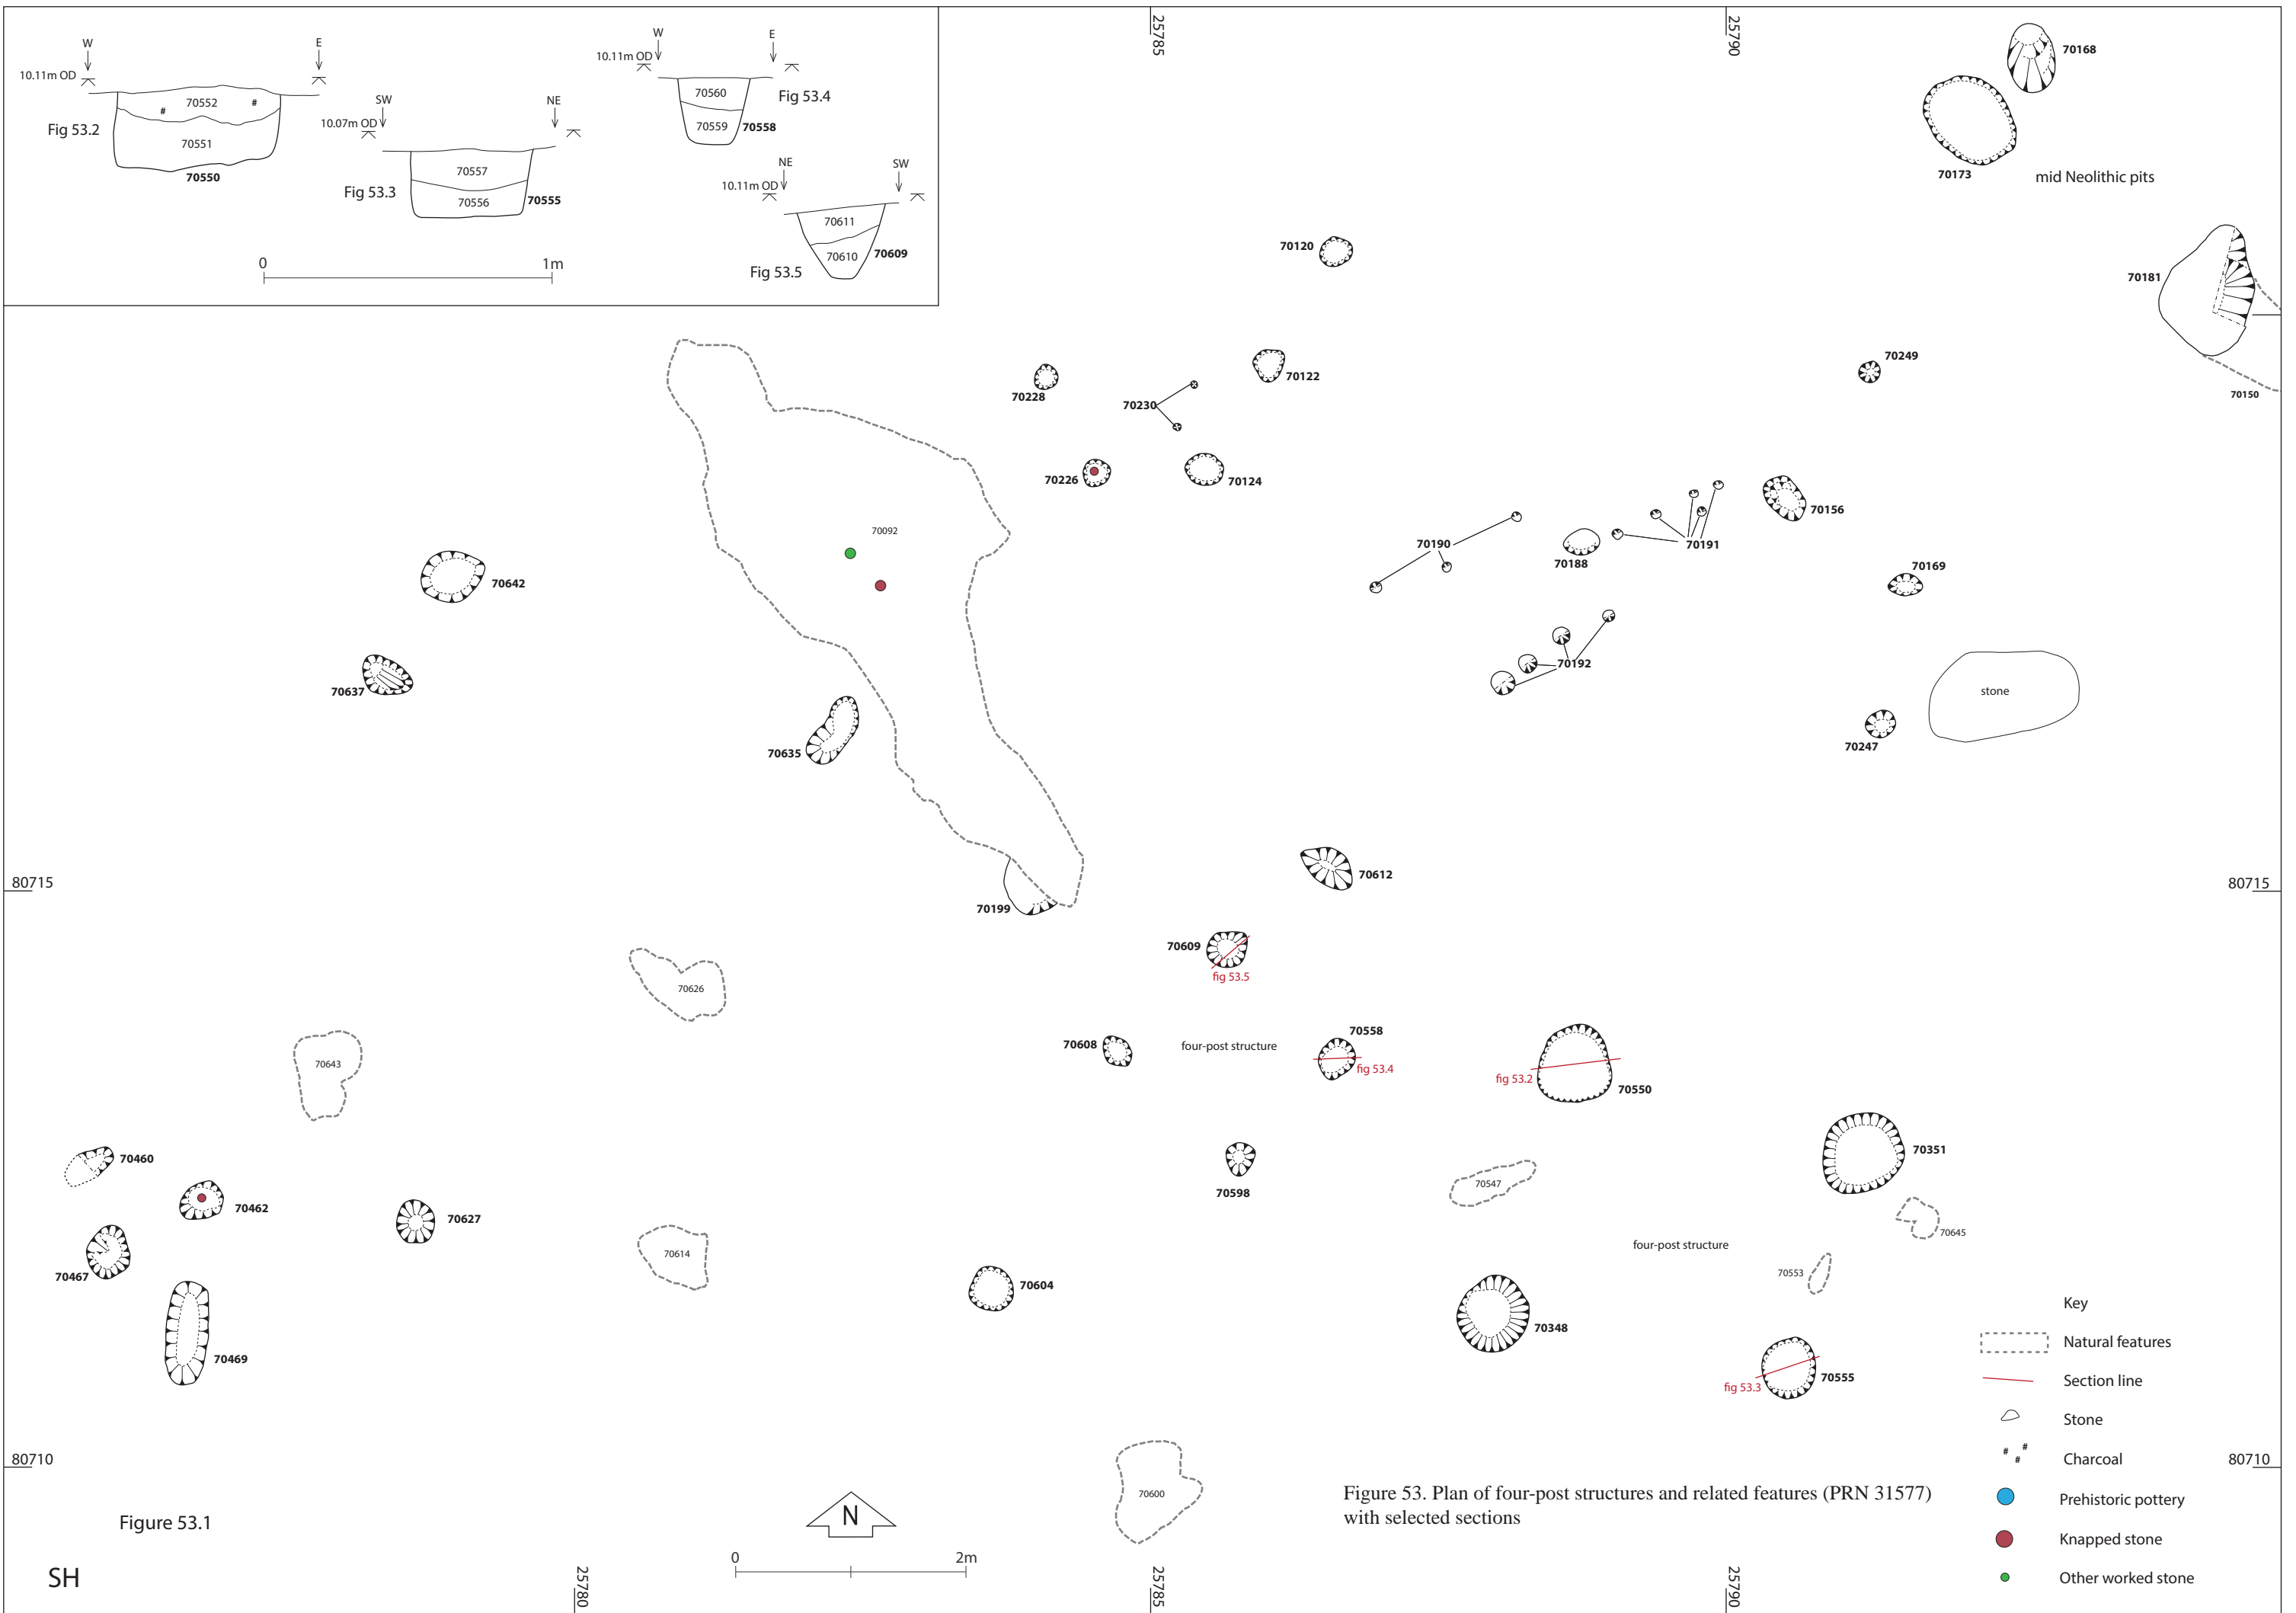 W
E
10.11m OD
70552
#
#
Fig 53.2
70551
70550
SW
NE
10.07m OD
70557
Fig 53.3
70556
70555
W
E
10.11m OD
70560
Fig 53.4
70559
70558
NE
SW
10.11m OD
70611
70610
70609
Fig 53.5
0
1m
25785
25790
70168
70173
mid Neolithic pits
70120
70181
70150
70122
70228
70230
70249
70226
70124
70092
70156
70190
70191
70188
70169
70642
70192
70637
stone
70635
70247
80715
80715
70612
70199
70609
fig 53.5
70626
70608
four-post structure
70558
fig 53.4
70643
fig 53.2
70550
70460
70351
70547
70598
70462
70627
70645
70467
70614
four-post structure
70553
70604
70348
70469
70555
fig 53.3
Key
Natural features
Section line
Stone
# # # Charcoal
Prehistoric pottery
Knapped stone
Other worked stone
80710
80710
70600
Figure 53.1
N
Figure 53. Plan of four-post structures and related features (PRN 31577)
with selected sections
0
2m
SH
25780
25785
25790